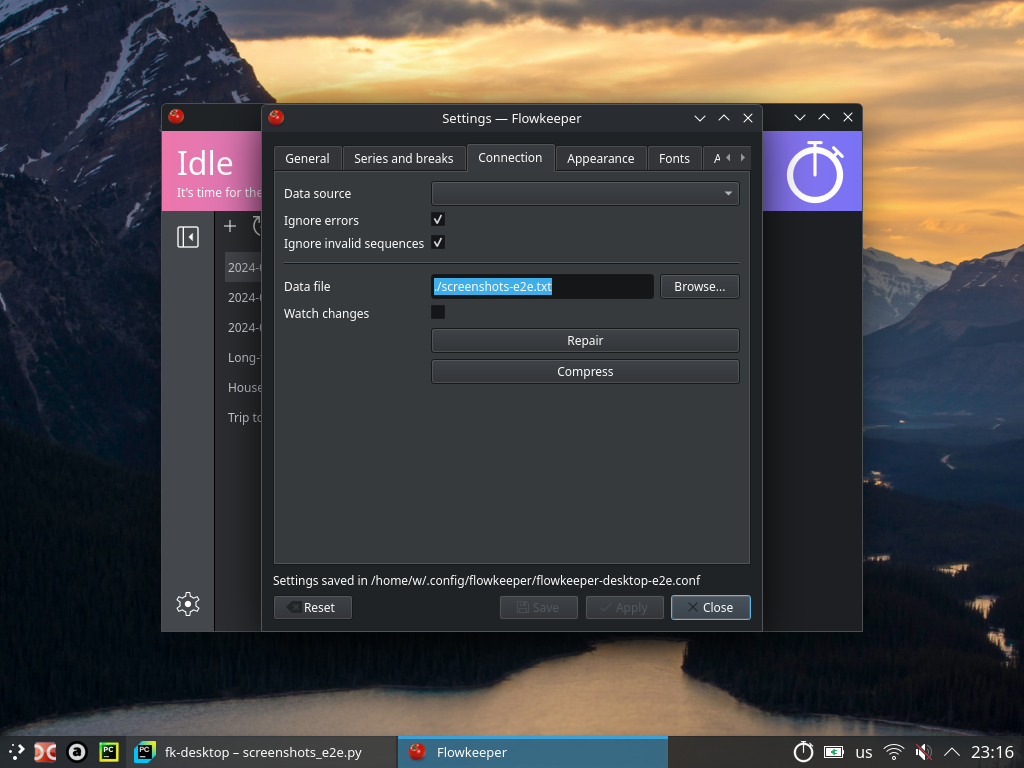 Settings — Flowkeeper
Idle
It's time for the
General
Series and breaks
Connection
Appearance
Fonts
Data source
Ignore errors
Ignore invalid sequences
Data file
./screenshots-e2e.txt
Browse...
Watch changes
Repair
Compress
2024-
2024-
2024-
Long-
House
Trip to
Settings saved in /home/w/.config/flowkeeper/flowkeeper-desktop-e2e.conf
Reset
Save
Apply
Close
PC
PC
fk-desktop – screenshots_e2e.py
Flowkeeper
us
23:16